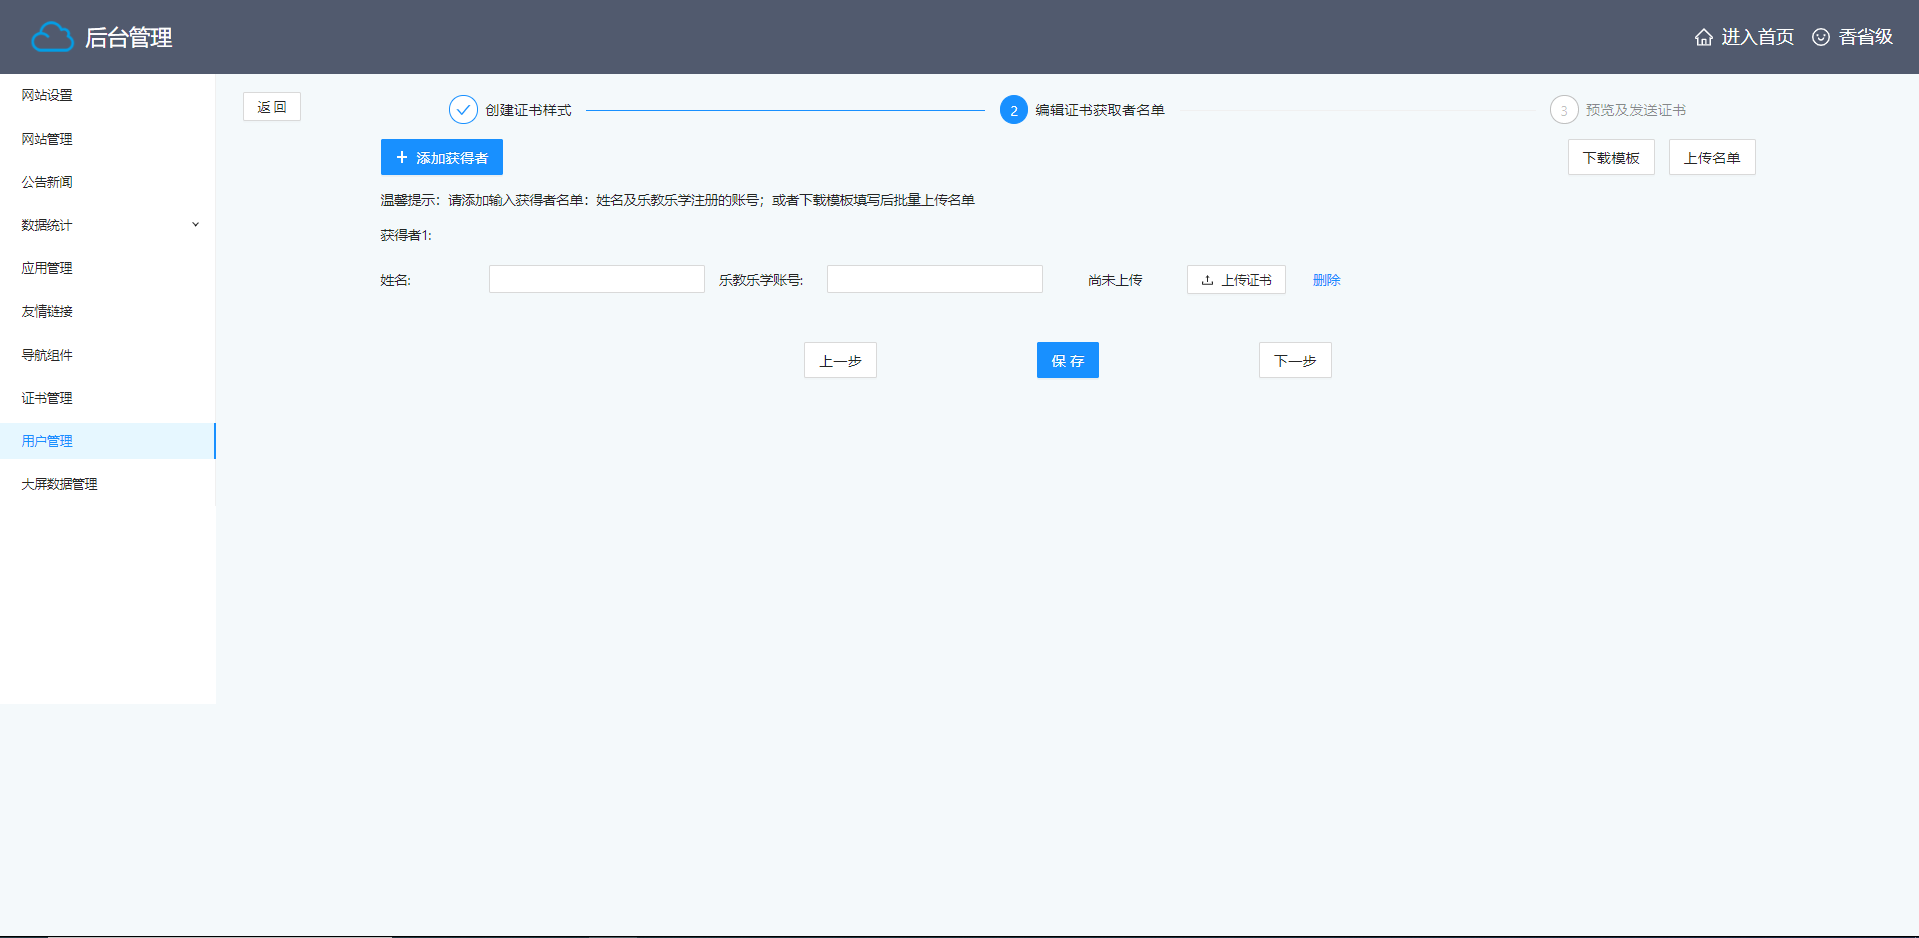 后台管理
进入首页 香省级
网站设置
网站管理
公告新闻
数据统计
应用管理
友情链接
导航组件
证书管理
用户管理
大屏数据管理
返 回
创建证书样式 2 编辑证书获取者名单 3 预览及发送证书
+ 添加获得者 下载模板 上传名单
温馨提示：请添加输入获得者名单：姓名及乐教乐学注册的账号；或者下载模板填写后批量上传名单
获得者1:
姓名: 乐教乐学账号: 尚未上传 上传证书 删除
上一步 保 存 下一步